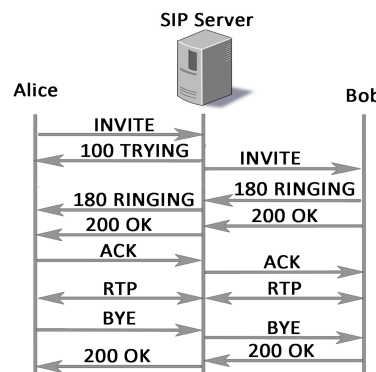 SIP Server
Alice
Bob
INVITE
100 TRYING
INVITE
180 RINGING
180 RINGING
200 OK
200 OK
ACK
ACK
RTP
RTP
BYE
BYE
200 OK
200 OK